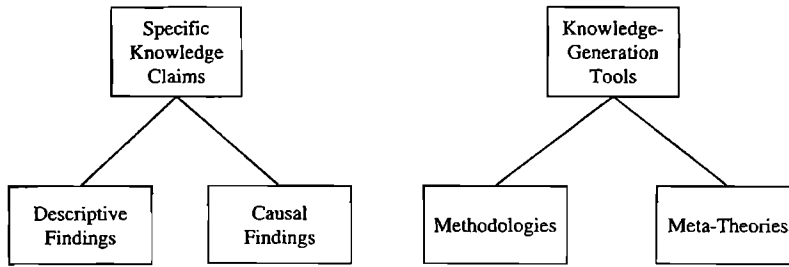 Specific
Knowledge
Claims
Knowledge-
Generation
Tools
Descriptive
Findings
Causal
Findings
Methodologies
Meta-Theories